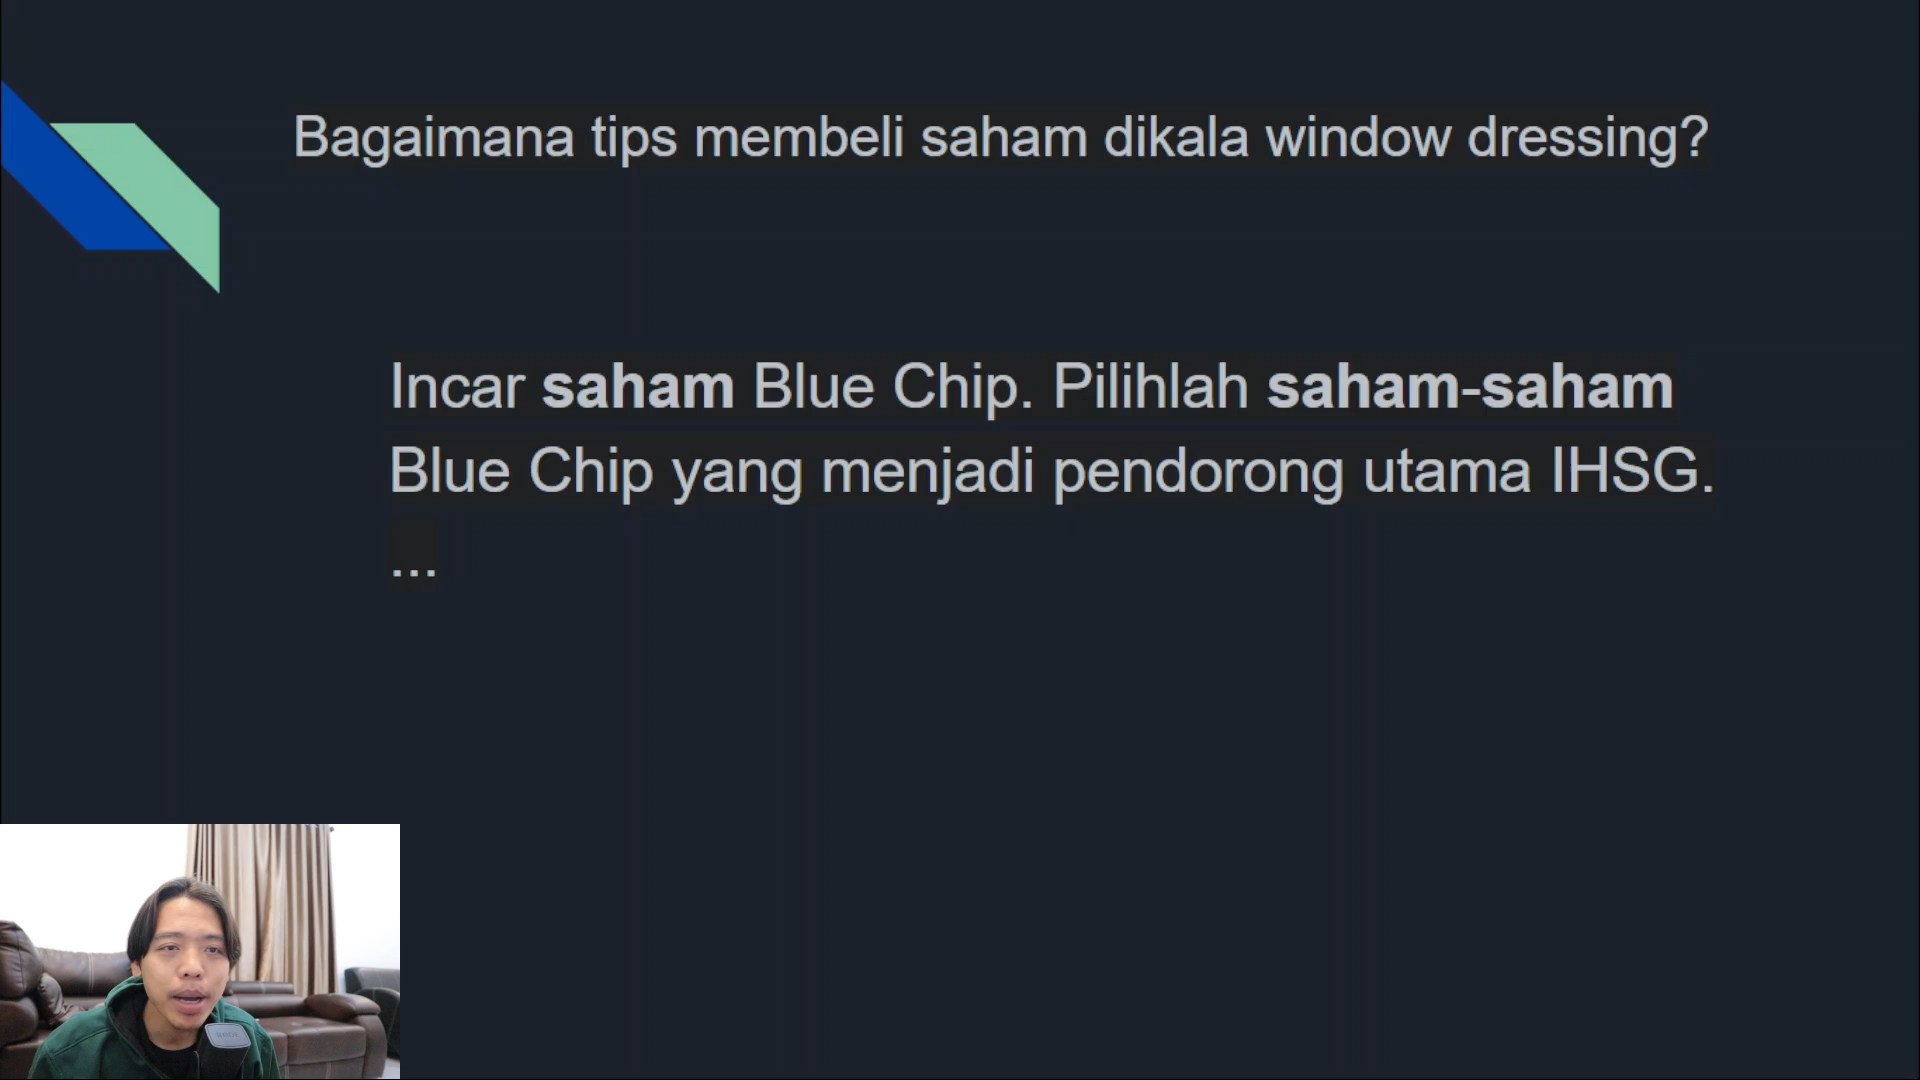 Bagaimana tips membeli saham dikala window dressing?
Incar saham Blue Chip. Pilihlah saham-saham
Blue Chip yang menjadi pendorong utama IHSG.
...